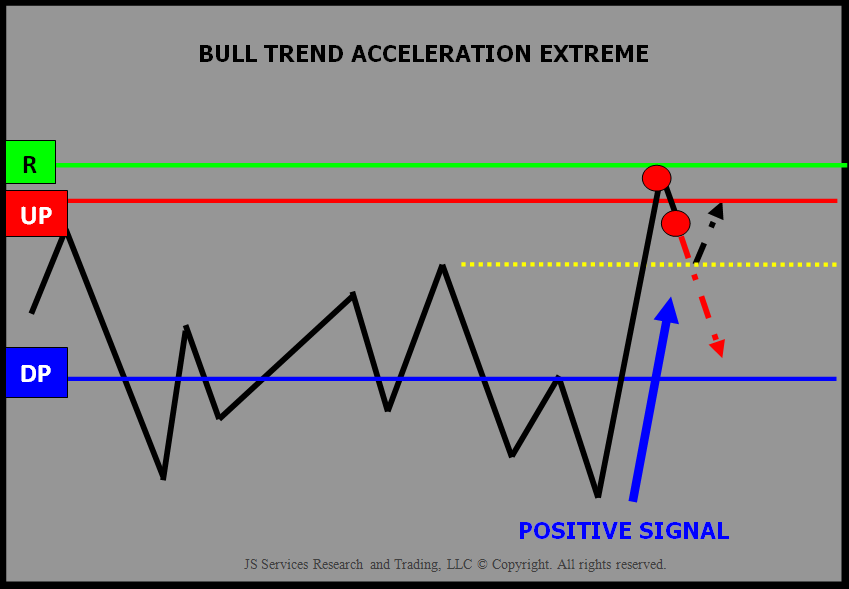 BULL TREND ACCELERATION EXTREME
R
UP
DP
POSITIVE SIGNAL
JS Services Research and Trading, LLC © Copyright. All rights reserved.